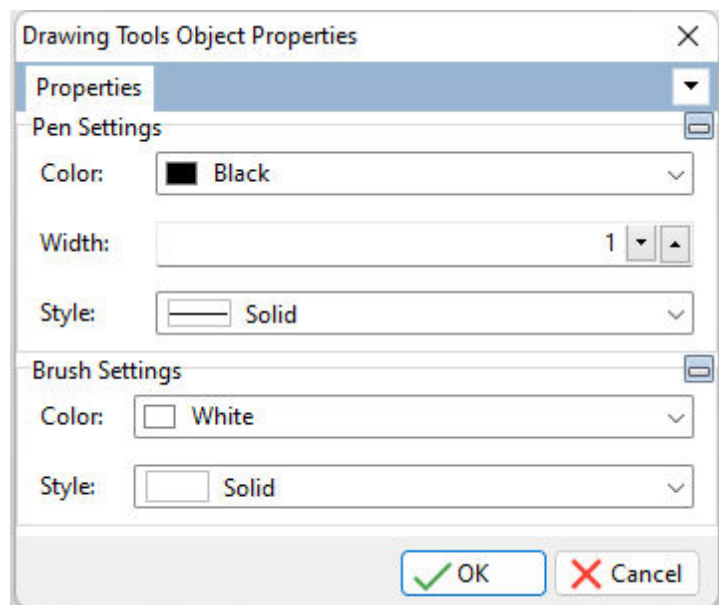 Drawing Tools Object Properties
Properties
Pen Settings
Color: Black
Width: 1
Style: Solid
Brush Settings
Color: White
Style: Solid
OK Cancel